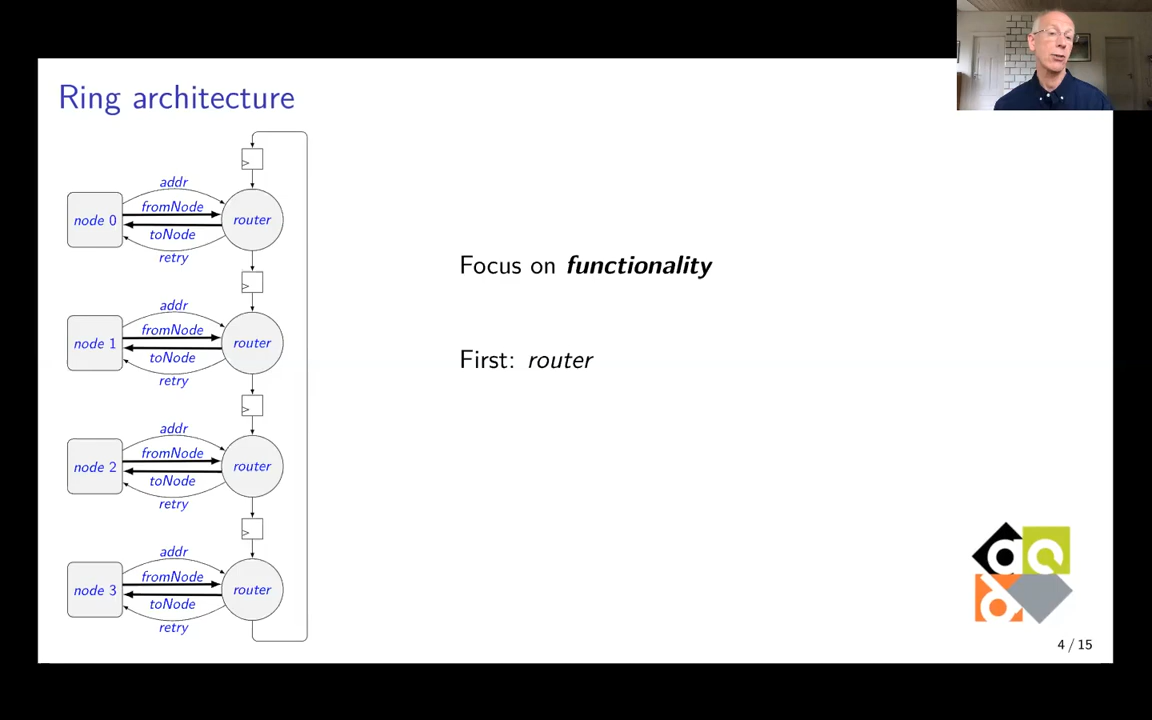 Ring architecture
addr
fromNode
node 0
router
toNode
retry
addr
fromNode
node 1
router
toNode
retry
addr
fromNode
node 2
router
toNode
retry
addr
fromNode
node 3
router
toNode
retry
Focus on functionality
First: router
4 / 15